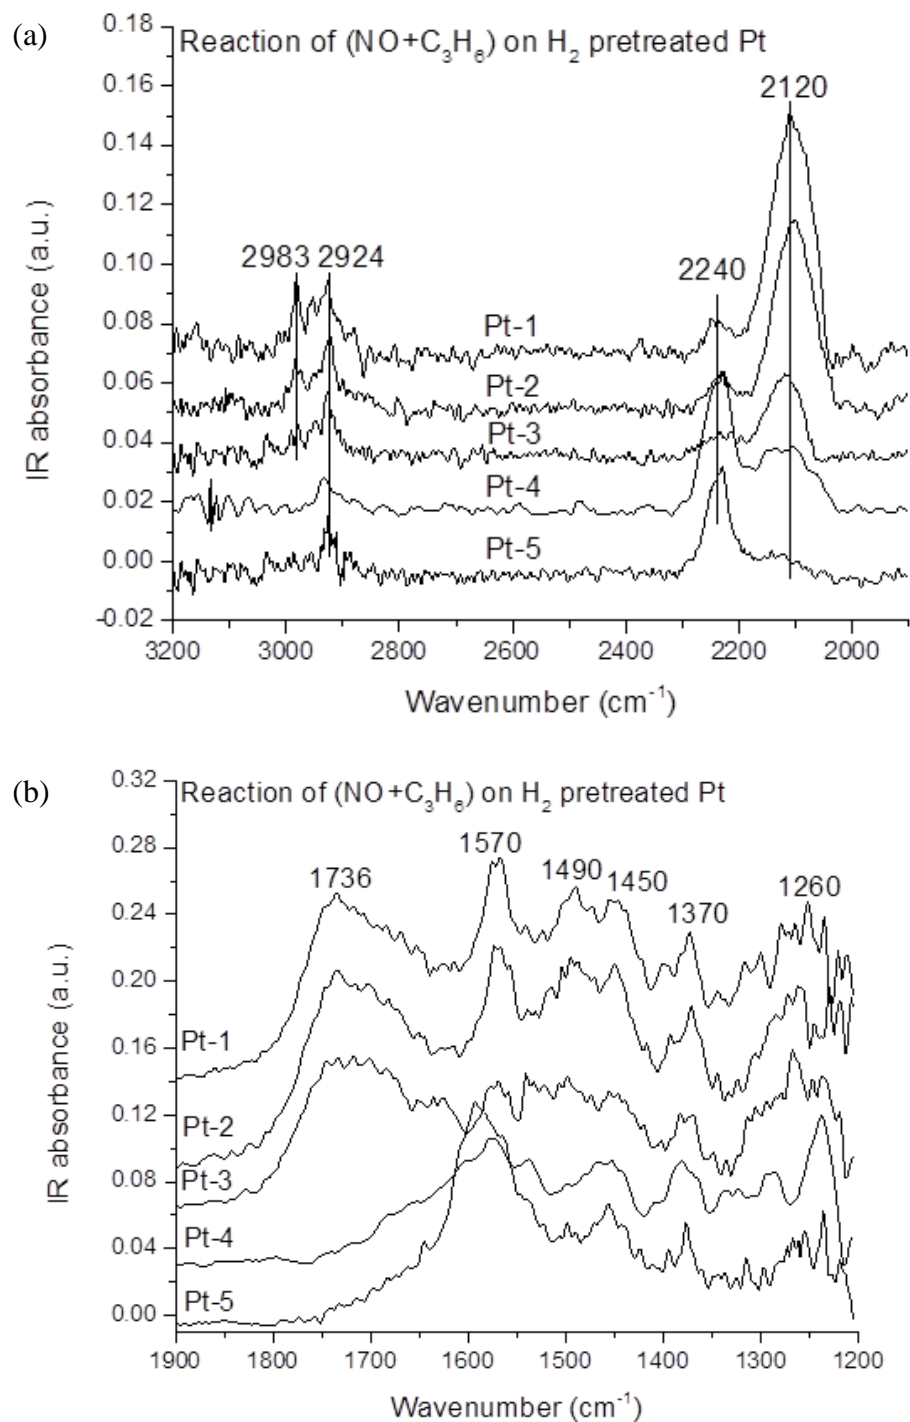 (a)
Reaction of (NO+C₃H₆) on H₂ pretreated Pt
0.18
0.16
0.14
0.12
0.10
0.08
0.06
0.04
0.02
0.00
-0.02
IR absorbance (a.u.)
2120
2983 2924
2240
Pt-1
Pt-2
Pt-3
Pt-4
Pt-5
3200 3000 2800 2600 2400 2200 2000
Wavenumber (cm⁻¹)
(b)
Reaction of (NO+C₃H₆) on H₂ pretreated Pt
0.32
0.28
0.24
0.20
0.16
0.12
0.08
0.04
0.00
IR absorbance (a.u.)
1736
1570
1490
1450
1370
1260
Pt-1
Pt-2
Pt-3
Pt-4
Pt-5
1900 1800 1700 1600 1500 1400 1300 1200
Wavenumber (cm⁻¹)